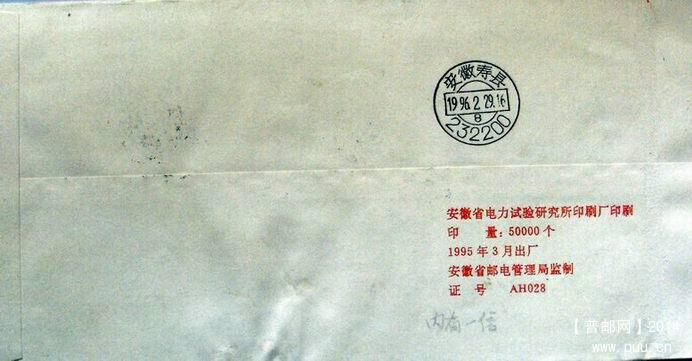 安徽寿县
1996.2.29.16
8
232200
安徽省电力试验研究所印刷厂印刷
印 量：50000个
1995年3月出厂
安徽省邮电管理局监制
证 号 AH028
内有一信
【晋邮网】
www.puu.cn